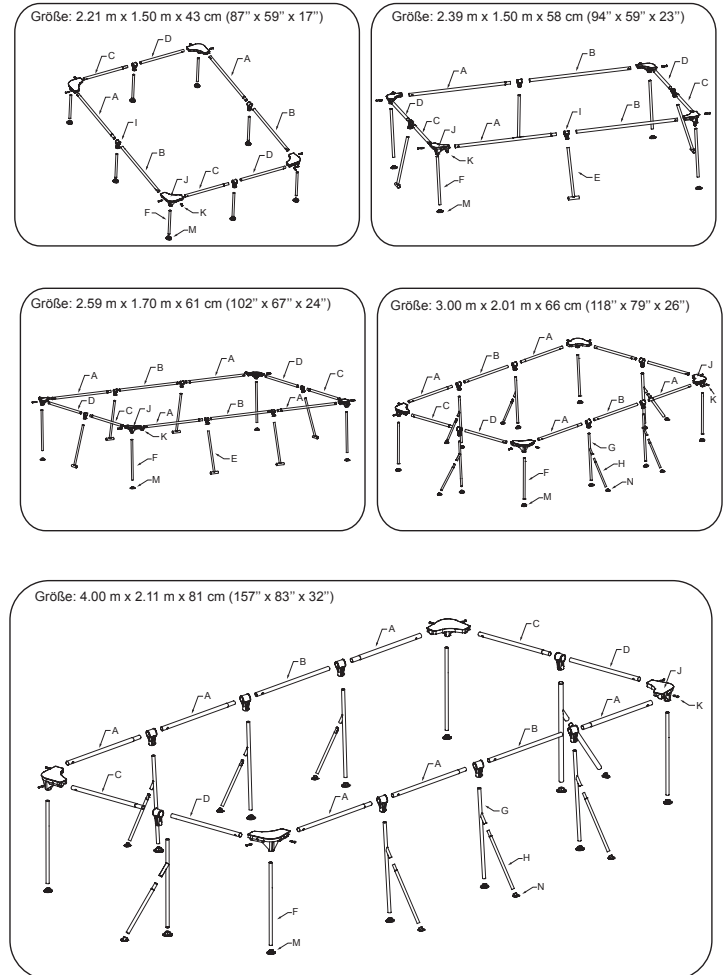 Größe: 2.21 m x 1.50 m x 43 cm (87’’ x 59’’ x 17’’)
C
D
A
A
I
B
B
J
C
D
F
K
M
Größe: 2.39 m x 1.50 m x 58 cm (94’’ x 59’’ x 23’’)
A
B
D
C
D
C
J
A
I
B
K
F
E
M
Größe: 2.59 m x 1.70 m x 61 cm (102’’ x 67’’ x 24’’)
A
B
A
D
C
D
C
J
A
B
A
K
F
E
M
Größe: 3.00 m x 2.01 m x 66 cm (118’’ x 79’’ x 26’’)
A
B
A
J
K
A
C
D
A
B
G
H
F
M
N
Größe: 4.00 m x 2.11 m x 81 cm (157’’ x 83’’ x 32’’)
A
C
B
D
A
J
K
A
A
B
C
A
D
A
G
H
N
F
M